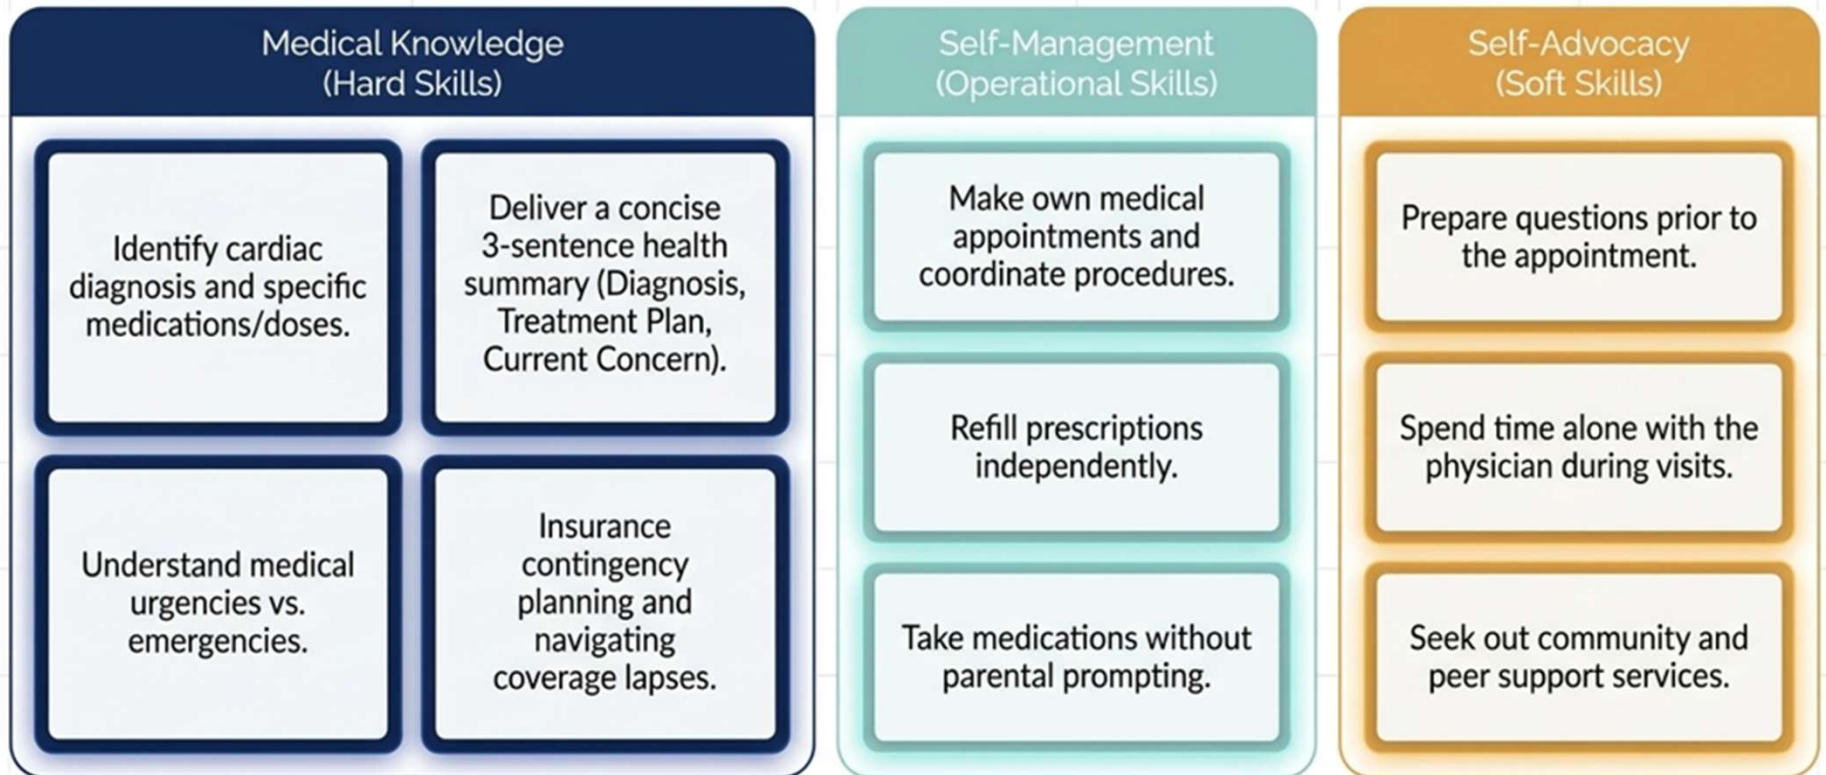 Medical Knowledge
(Hard Skills)
Identify cardiac
diagnosis and specific
medications/doses.
Deliver a concise
3-sentence health
summary (Diagnosis,
Treatment Plan,
Current Concern).
Understand medical
urgencies vs.
emergencies.
Insurance
contingency
planning and
navigating
coverage lapses.
Self-Management
(Operational Skills)
Make own medical
appointments and
coordinate procedures.
Refill prescriptions
independently.
Take medications without
parental prompting.
Self-Advocacy
(Soft Skills)
Prepare questions prior to
the appointment.
Spend time alone with the
physician during visits.
Seek out community and
peer support services.